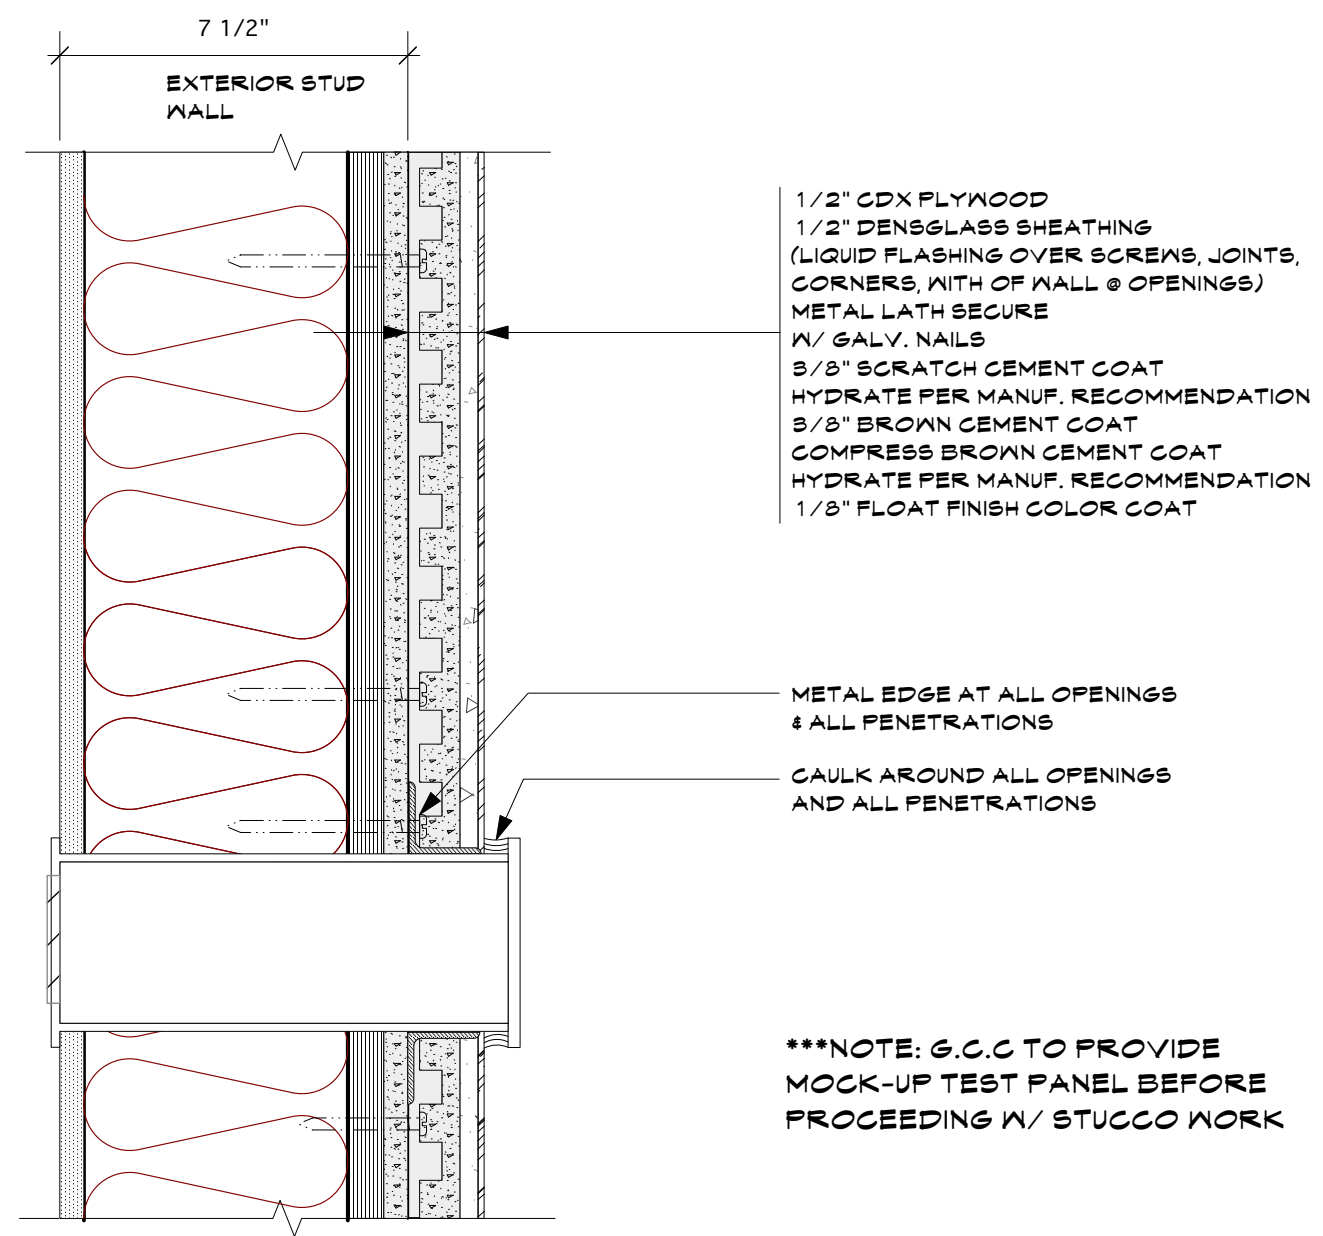 7 1/2"
EXTERIOR STUD
WALL
1/2" CDX PLYWOOD
1/2" DENSGLASS SHEATHING
(LIQUID FLASHING OVER SCREWS, JOINTS,
CORNERS, WITH OF WALL @ OPENINGS)
METAL LATH SECURE
W/ GALV. NAILS
3/8" SCRATCH CEMENT COAT
HYDRATE PER MANUF. RECOMMENDATION
3/8" BROWN CEMENT COAT
COMPRESS BROWN CEMENT COAT
HYDRATE PER MANUF. RECOMMENDATION
1/8" FLOAT FINISH COLOR COAT
METAL EDGE AT ALL OPENINGS
& ALL PENETRATIONS
CAULK AROUND ALL OPENINGS
AND ALL PENETRATIONS
***NOTE: G.C.C TO PROVIDE
MOCK-UP TEST PANEL BEFORE
PROCEEDING W/ STUCCO WORK